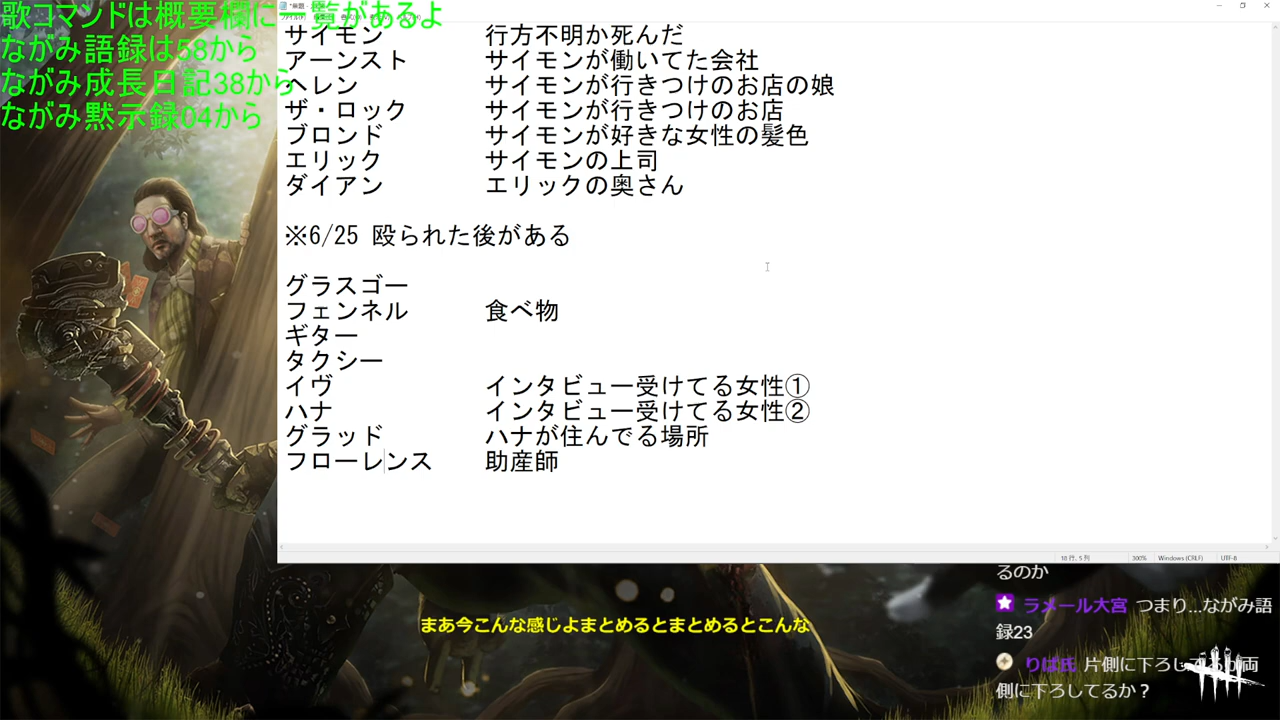 歌コマンドは概要欄に一覧があるよ
ながみ語録は58から
ながみ成長日記38から
ながみ黙示録04から
サイモン 行方不明か死んだ
アーンスト サイモンが働いてた会社
ヘレン サイモンが行きつけのお店の娘
ザ・ロック サイモンが行きつけのお店
ブロンド サイモンが好きな女性の髪色
エリック サイモンの上司
ダイアン エリックの奥さん
※6/25 殴られた後がある
グラスゴー
フェンネル 食べ物
ギター
タクシー
イヴ インタビュー受けてる女性①
ハナ インタビュー受けてる女性②
グラッド ハナが住んでる場所
フローレンス 助産師
18 行、5 列 300% Windows (CRLF) UTF-8
まあ今こんな感じよまとめるとまとめるとこんな
るのか
ラメール大宮 つまり...ながみ語
録23
りば氏 片側に下ろしてるか両
側に下ろしてるか？